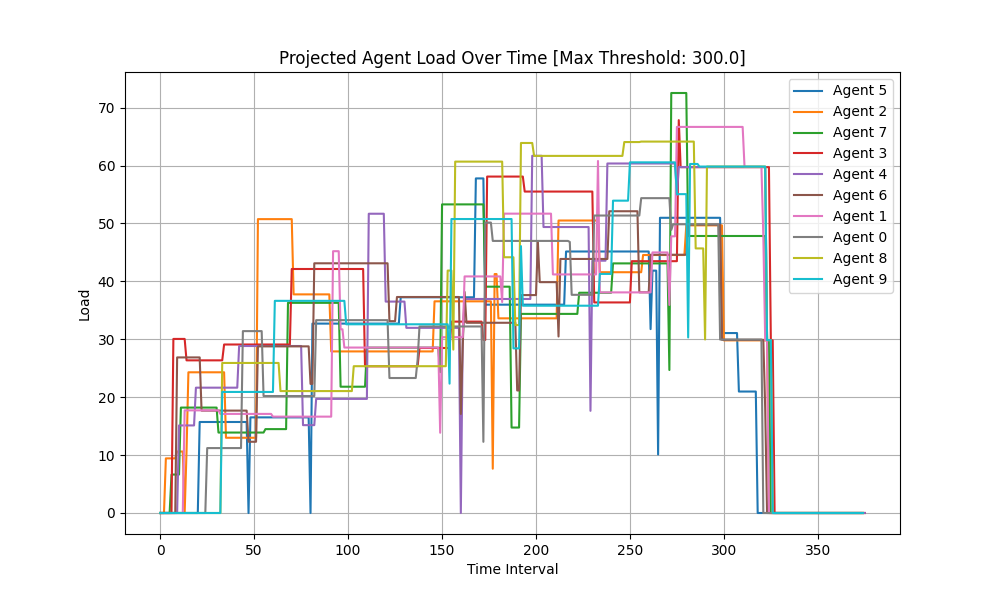 Projected Agent Load Over Time [Max Threshold: 300.0]
Load
70
60
50
40
30
20
10
0
0
50
100
150
200
250
300
350
Time Interval
Agent 5
Agent 2
Agent 7
Agent 3
Agent 4
Agent 6
Agent 1
Agent 0
Agent 8
Agent 9